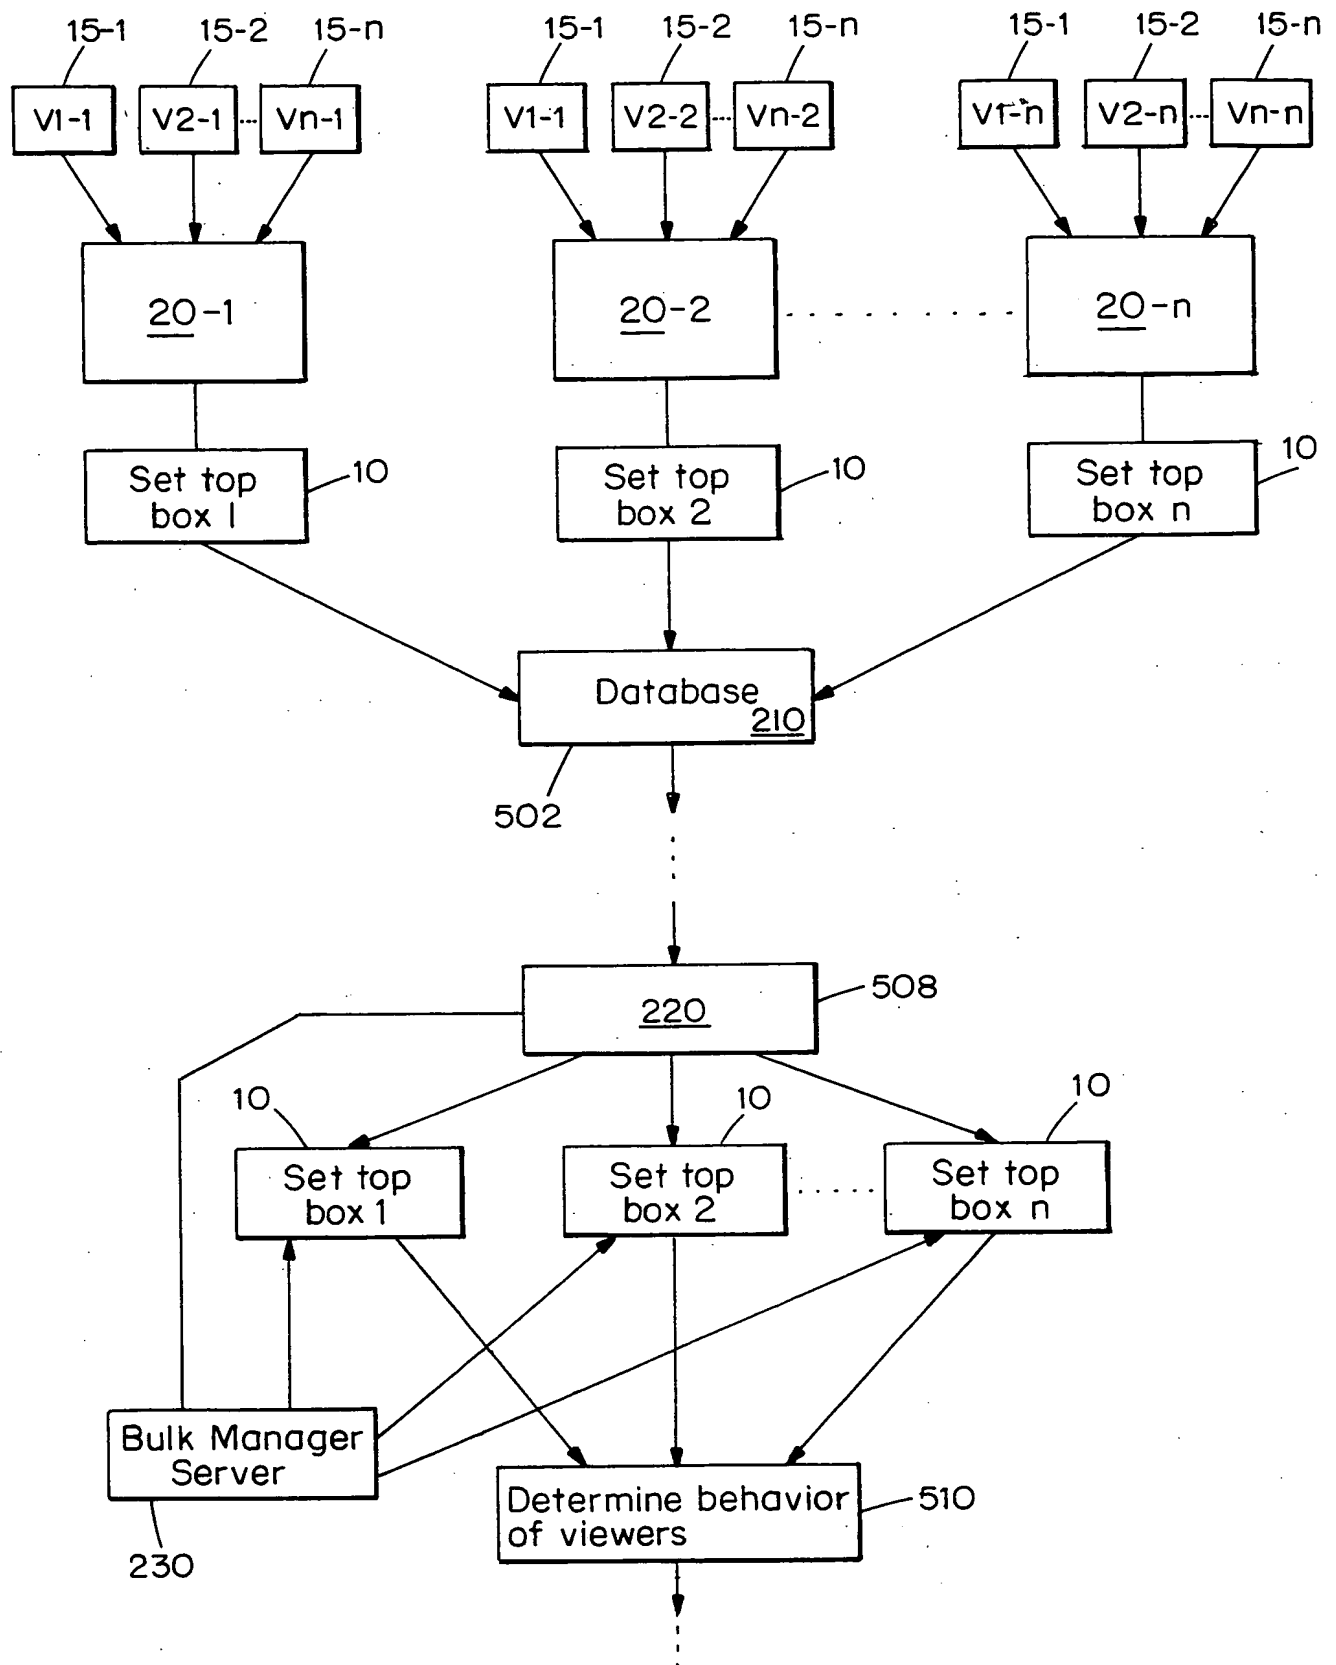 15-1 15-2 15-n 15-1 15-2 15-n 15-1 15-2 15-n
V1-1 V2-1 Vn-1 V1-1 V2-2 Vn-2 V1-n V2-n Vn-n
20-1 20-2 20-n
Set top
box 1
10
Set top
box 2
10
Set top
box n
10
Database
210
502
220
508
10
Set top
box 1
10
Set top
box 2
10
Set top
box n
Bulk Manager
Server
230
Determine behavior
of viewers
510